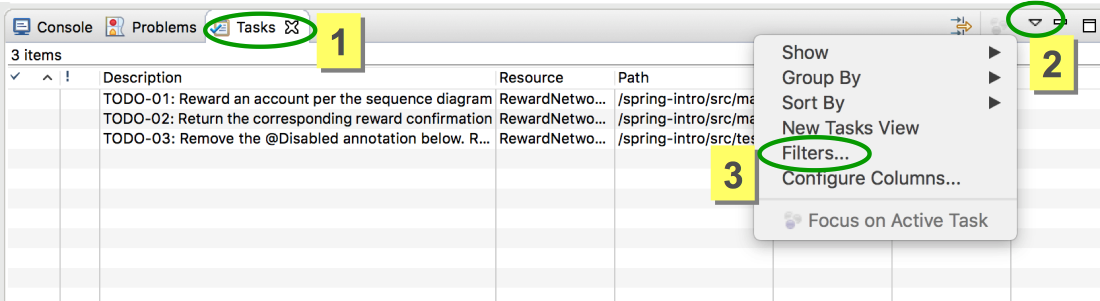 Console Problems Tasks
1
2
3 items
! Description Resource Path
TODO-01: Reward an account per the sequence diagram RewardNetwo... /spring-intro/src/ma
TODO-02: Return the corresponding reward confirmation RewardNetwo... /spring-intro/src/ma
TODO-03: Remove the @Disabled annotation below. R... RewardNetwo... /spring-intro/src/tes
Show
Group By
Sort By
New Tasks View
Filters...
3
Configure Columns...
Focus on Active Task